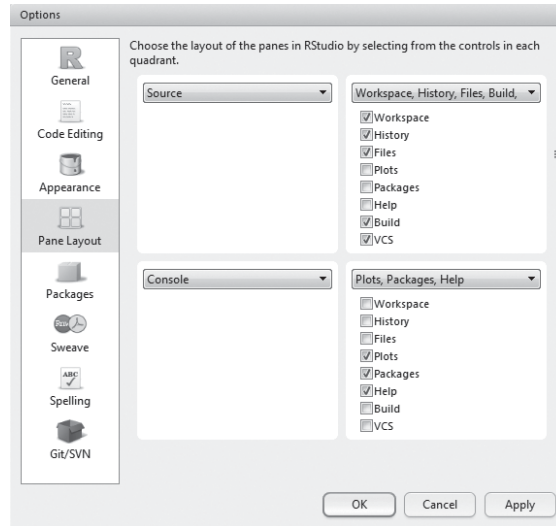 Options
Choose the layout of the panes in RStudio by selecting from the controls in each
quadrant.
R
General
Code Editing
Appearance
Pane Layout
Packages
Sweave
ABC
Spelling
Git/SVN
Source
Workspace, History, Files, Build,
Workspace
History
Files
Plots
Packages
Help
Build
VCS
Console
Plots, Packages, Help
Workspace
History
Files
Plots
Packages
Help
Build
VCS
OK
Cancel
Apply